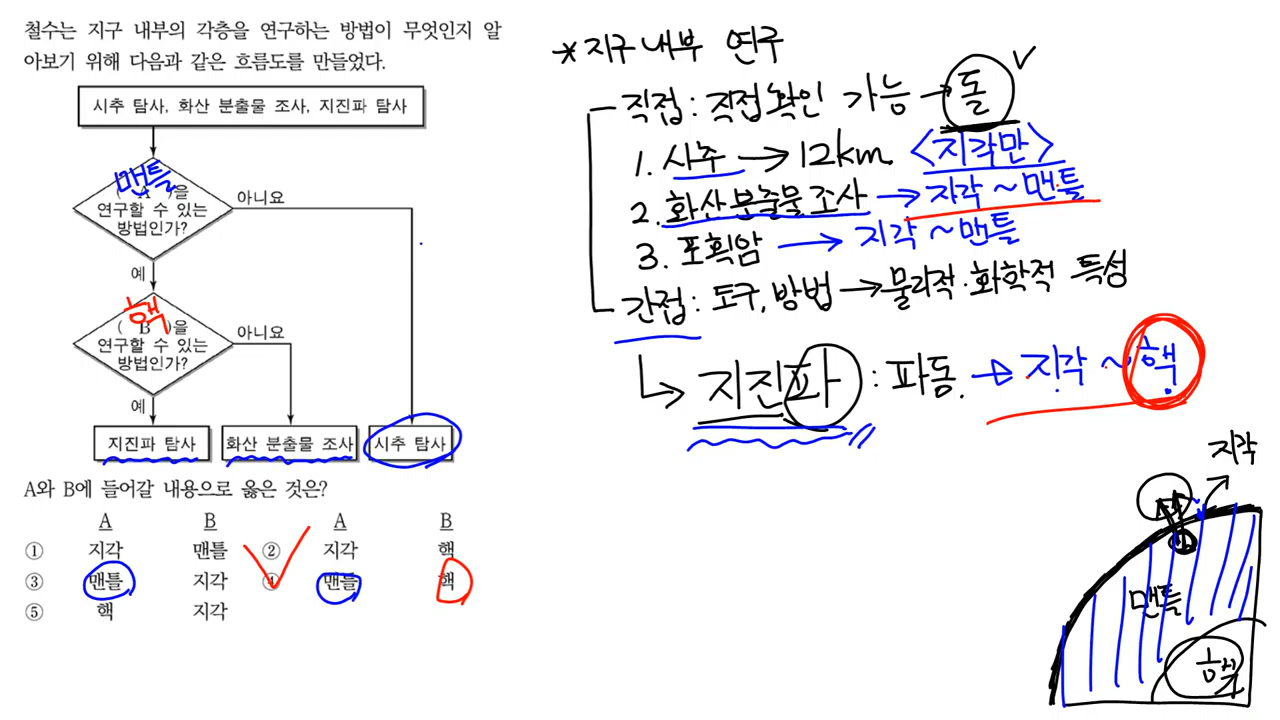 철수는 지구 내부의 각층을 연구하는 방법이 무엇인지 알
아보기 위해 다음과 같은 흐름도를 만들었다.
시추 탐사, 화산 분출물 조사, 지진파 탐사
맨틀
( A )을
연구할 수 있는
방법인가?
아니요
예
핵
( B )을
연구할 수 있는
방법인가?
아니요
예
지진파 탐사
화산 분출물 조사
시추 탐사
A와 B에 들어갈 내용으로 옳은 것은?
A B A B
① 지각 맨틀 ② 지각 핵
③ 맨틀 지각 ④ 맨틀 핵
⑤ 핵 지각
* 지구 내부 연구
직접 : 직접 확인 가능 → 돌 ✓
1. 시추 → 12km. <지각만>
2. 화산 분출물 조사 → 지각 ~ 맨틀
3. 포획암 → 지각 ~ 맨틀
간접 : 도구, 방법 → 물리적·화학적 특성
↳ 지진파 : 파동. → 지각 ~ 핵
지각
맨틀
핵